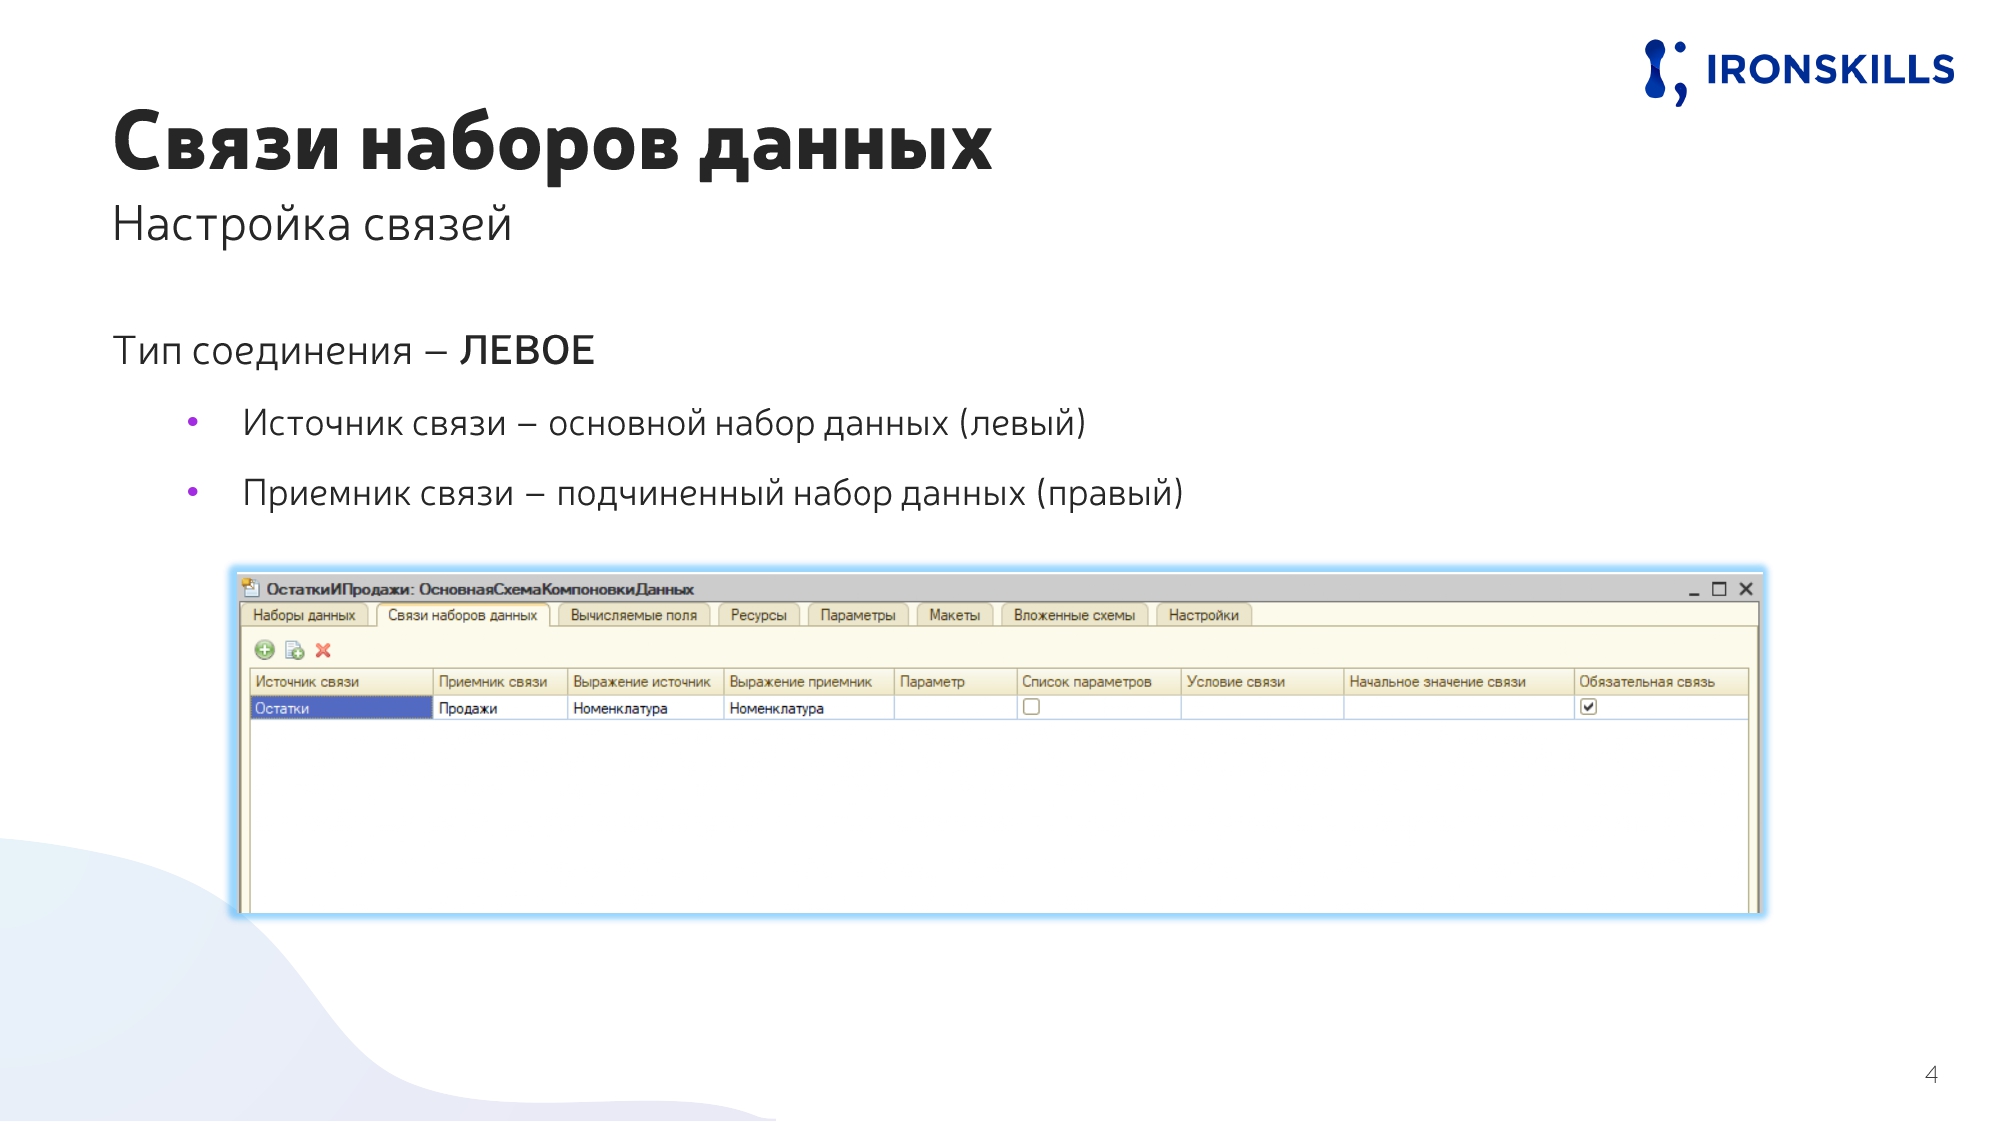 IRONSKILLS
Связи наборов данных
Настройка связей
Тип соединения – ЛЕВОЕ
• Источник связи – основной набор данных (левый)
• Приемник связи – подчиненный набор данных (правый)
ОстаткиИПродажи: ОсновнаяСхемаКомпоновкиДанных
Наборы данных Связи наборов данных Вычисляемые поля Ресурсы Параметры Макеты Вложенные схемы Настройки
Источник связи Приемник связи Выражение источник Выражение приемник Параметр Список параметров Условие связи Начальное значение связи Обязательная связь
Остатки Продажи Номенклатура Номенклатура
4